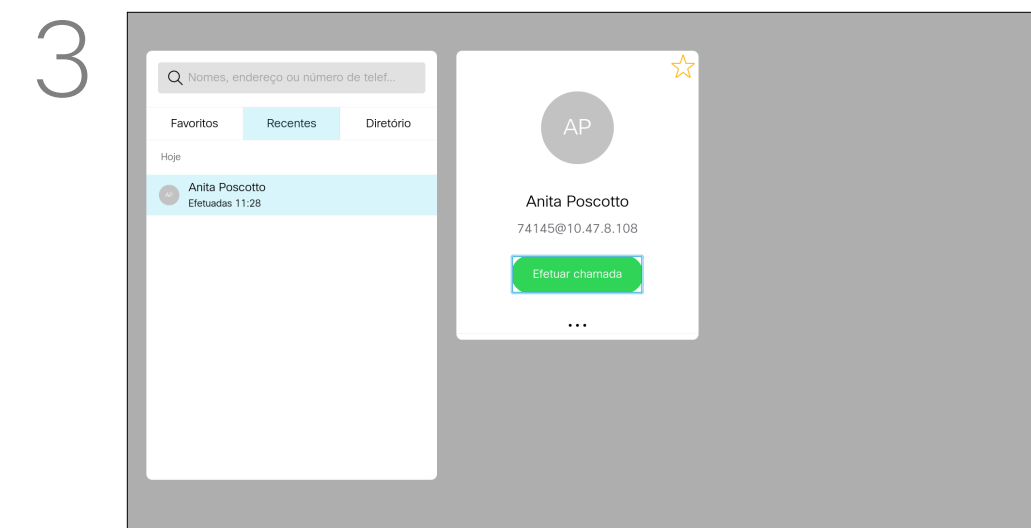 3
Nomes, endereço ou número de telef...
Favoritos Recentes Diretório
Hoje
AP
Anita Poscotto
Efetuadas 11:28
AP
Anita Poscotto
74145@10.47.8.108
Efetuar chamada